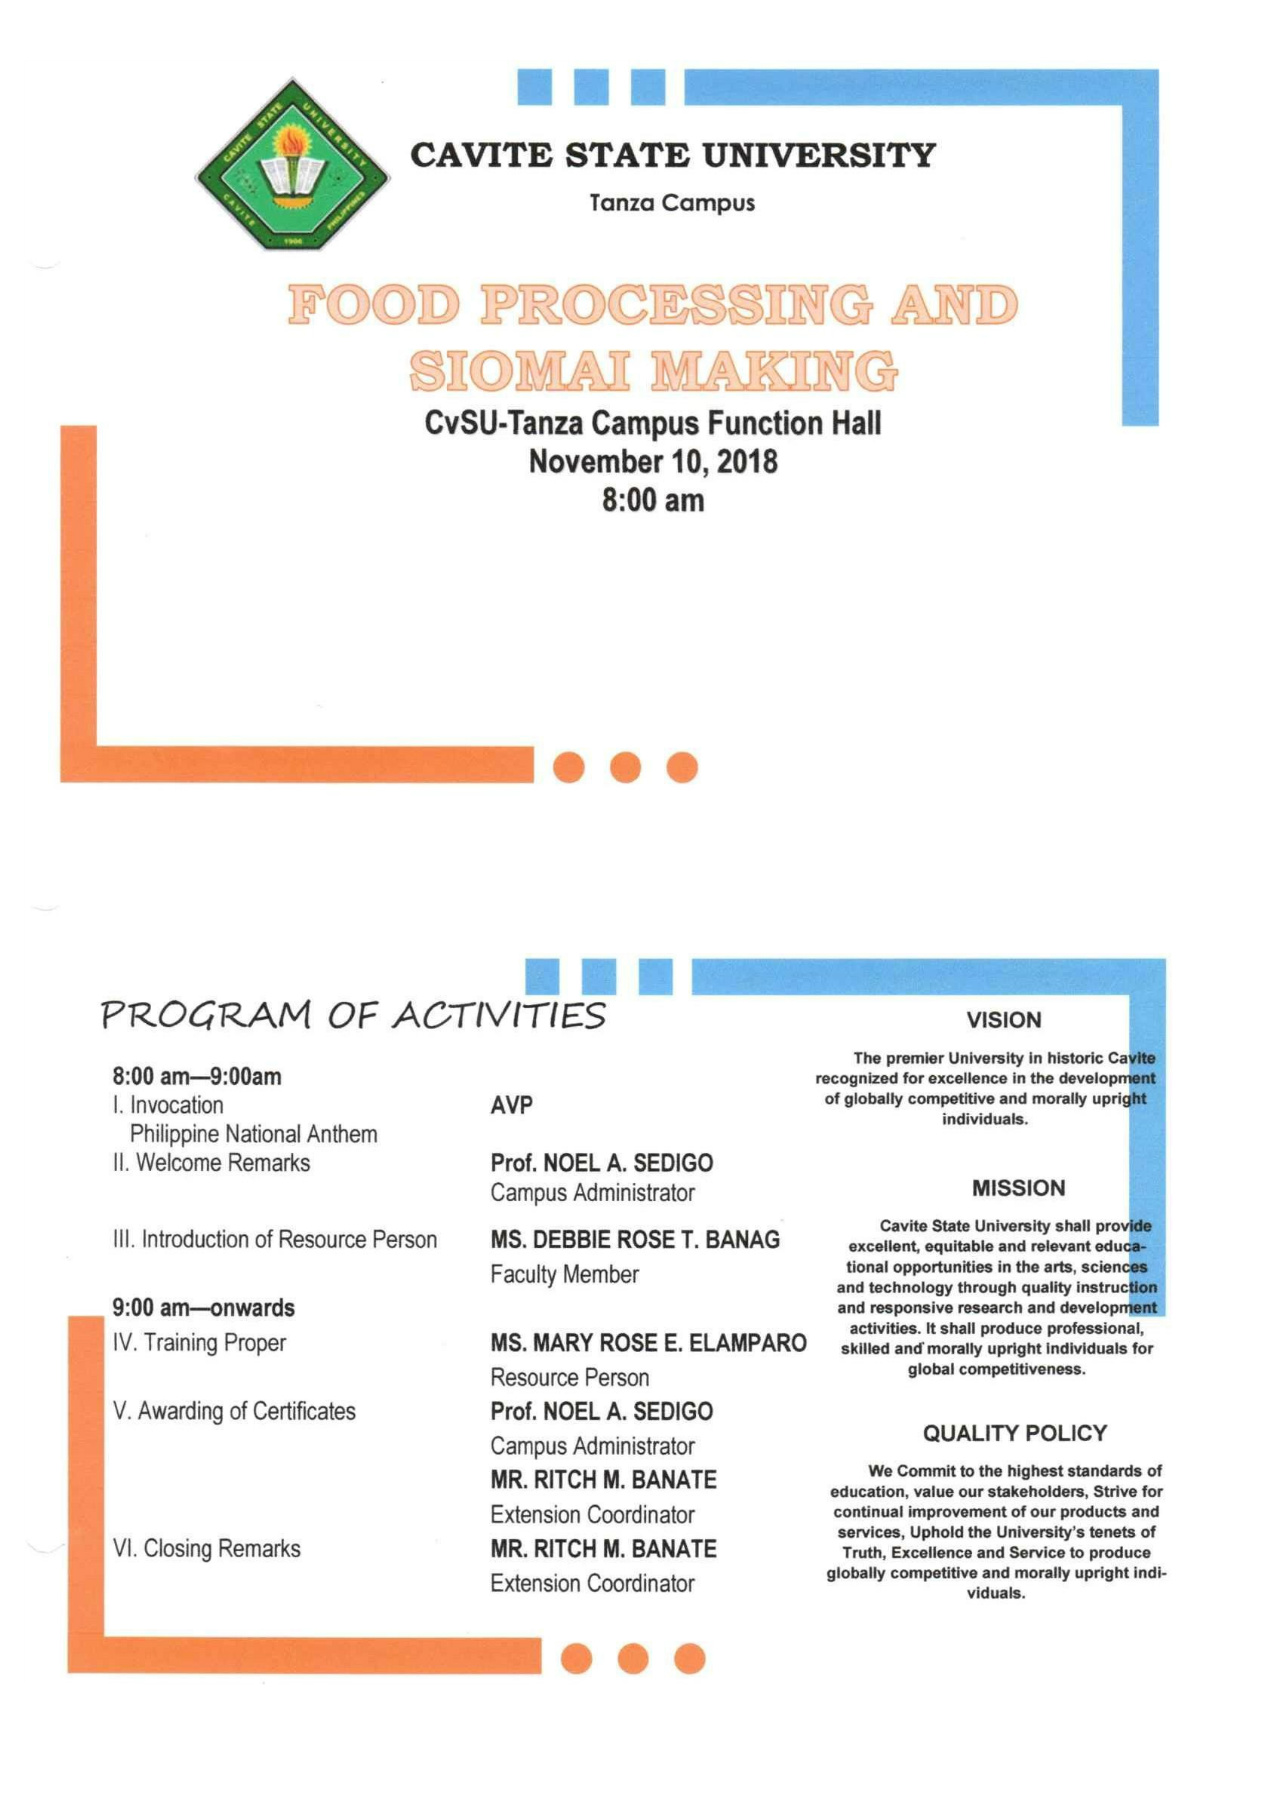 CAVITE STATE UNIVERSITY
CAVITE PHILIPPINES
1906
CAVITE STATE UNIVERSITY
Tanza Campus
FOOD PROCESSING AND
SIOMAI MAKING
CvSU-Tanza Campus Function Hall
November 10, 2018
8:00 am
PROGRAM OF ACTIVITIES
8:00 am—9:00am
I. Invocation AVP
Philippine National Anthem
II. Welcome Remarks Prof. NOEL A. SEDIGO
Campus Administrator
III. Introduction of Resource Person MS. DEBBIE ROSE T. BANAG
Faculty Member
9:00 am—onwards
IV. Training Proper MS. MARY ROSE E. ELAMPARO
Resource Person
V. Awarding of Certificates Prof. NOEL A. SEDIGO
Campus Administrator
MR. RITCH M. BANATE
Extension Coordinator
VI. Closing Remarks MR. RITCH M. BANATE
Extension Coordinator
VISION
The premier University in historic Cavite
recognized for excellence in the development
of globally competitive and morally upright
individuals.
MISSION
Cavite State University shall provide
excellent, equitable and relevant educa-
tional opportunities in the arts, sciences
and technology through quality instruction
and responsive research and development
activities. It shall produce professional,
skilled and morally upright individuals for
global competitiveness.
QUALITY POLICY
We Commit to the highest standards of
education, value our stakeholders, Strive for
continual improvement of our products and
services, Uphold the University's tenets of
Truth, Excellence and Service to produce
globally competitive and morally upright indi-
viduals.